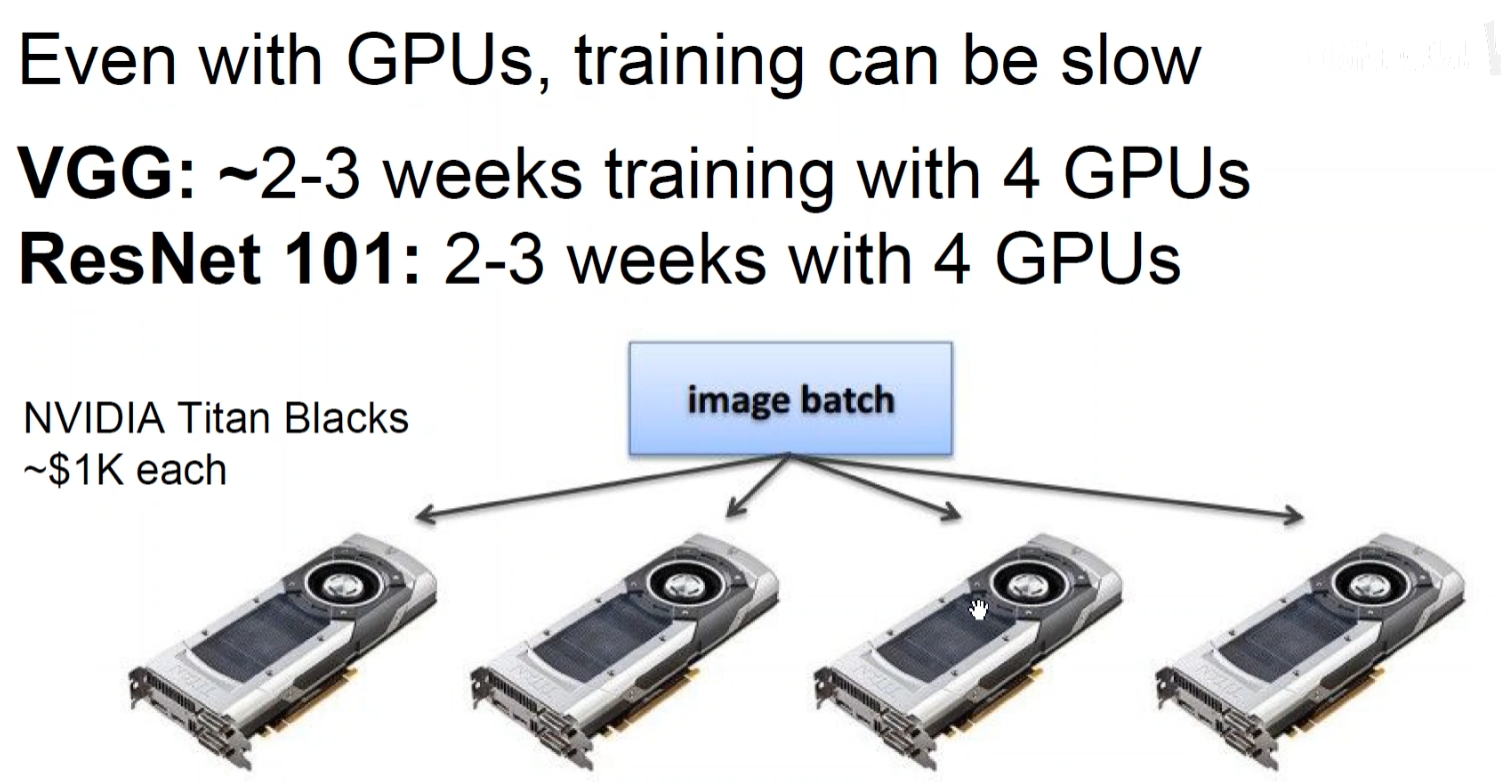 Even with GPUs, training can be slow
VGG: ~2-3 weeks training with 4 GPUs
ResNet 101: 2-3 weeks with 4 GPUs
image batch
NVIDIA Titan Blacks
~$1K each